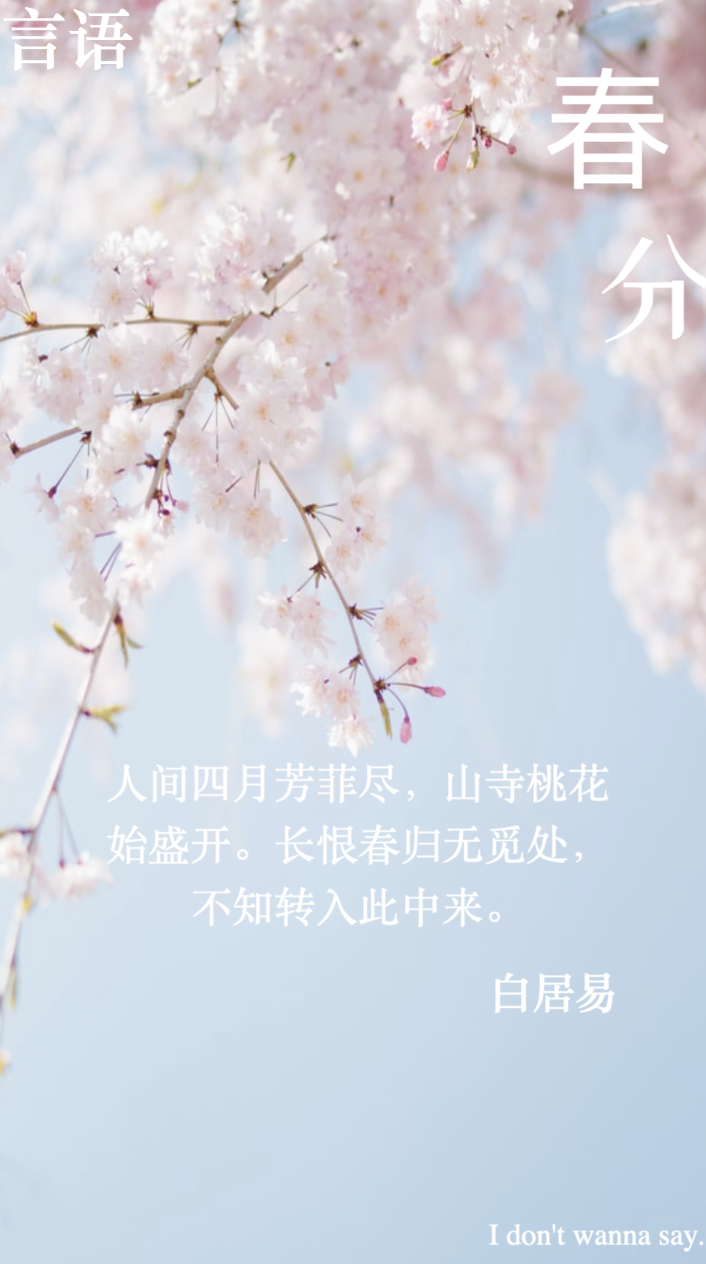 言语
春
分
人间四月芳菲尽，山寺桃花
始盛开。长恨春归无觅处，
不知转入此中来。
白居易
I don't wanna say.